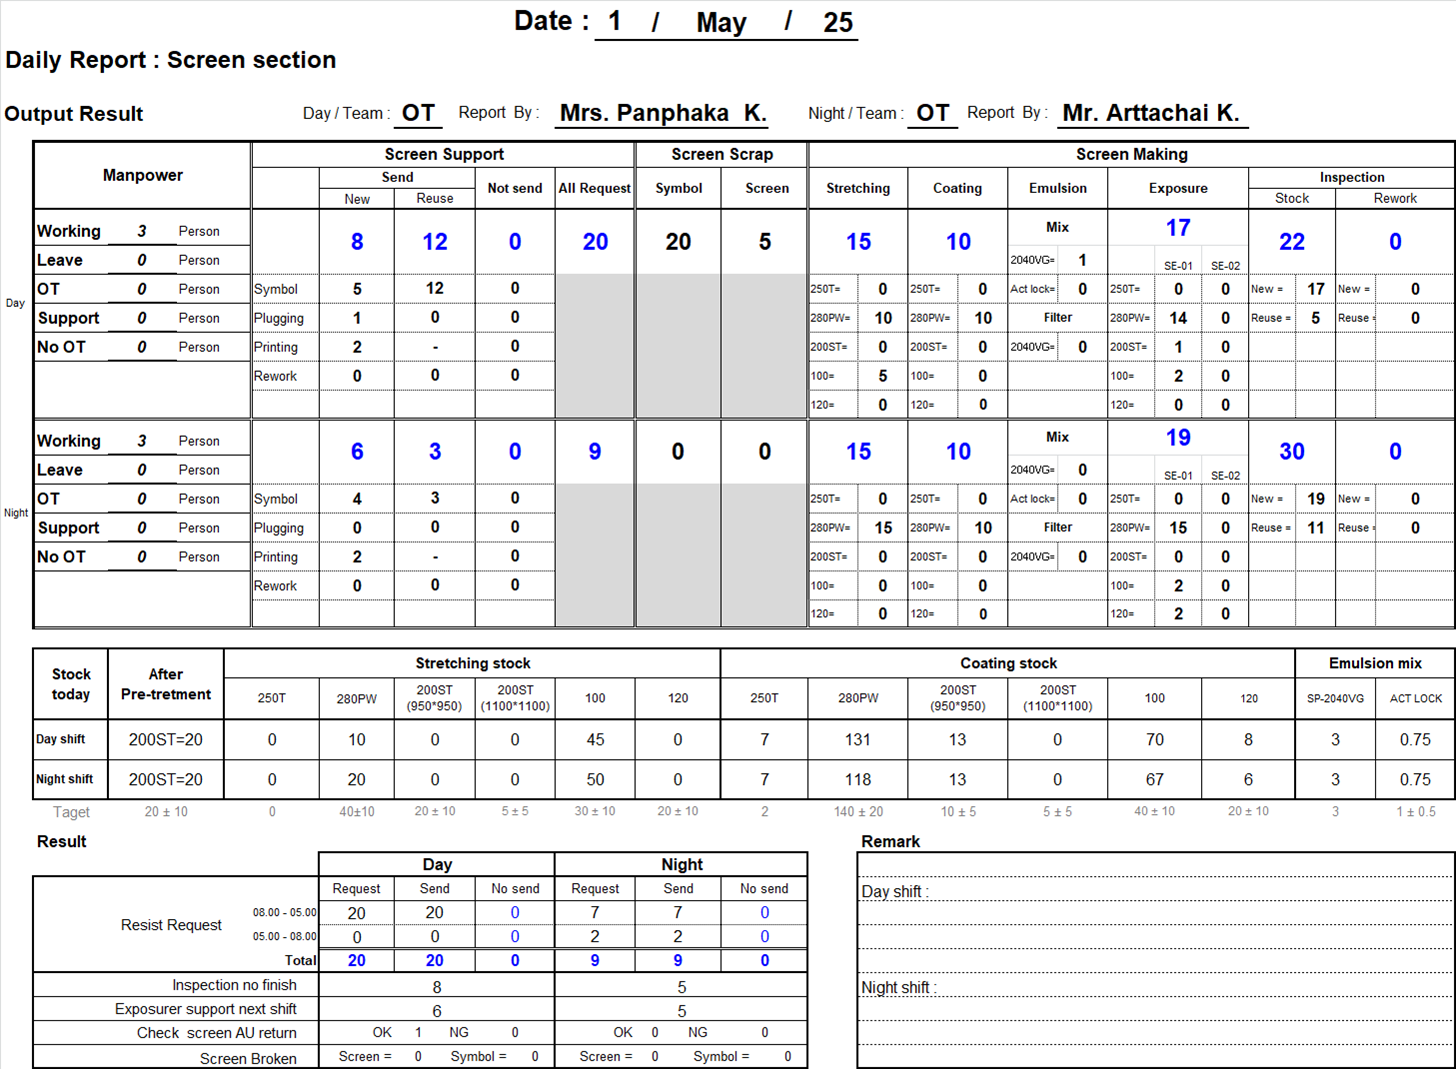 Date : 1 / May / 25
Daily Report : Screen section
Output Result Day / Team : OT Report By : Mrs. Panphaka K. Night / Team : OT Report By : Mr. Arttachai K.
Manpower Screen Support Screen Scrap Screen Making
Send Not send All Request Symbol Screen Stretching Coating Emulsion Exposure Inspection
New Reuse Stock Rework
Day
Working 3 Person 8 12 0 20 20 5 15 10 Mix 17 22 0
Leave 0 Person 2040VG= 1 SE-01 SE-02
OT 0 Person Symbol 5 12 0 250T= 0 250T= 0 Act lock= 0 250T= 0 0 New = 17 New = 0
Support 0 Person Plugging 1 0 0 280PW= 10 280PW= 10 Filter 280PW= 14 0 Reuse = 5 Reuse = 0
No OT 0 Person Printing 2 - 0 200ST= 0 200ST= 0 2040VG= 0 200ST= 1 0
Rework 0 0 0 100= 5 100= 0 100= 2 0
120= 0 120= 0 120= 0 0
Night
Working 3 Person 6 3 0 9 0 0 15 10 Mix 19 30 0
Leave 0 Person 2040VG= 0 SE-01 SE-02
OT 0 Person Symbol 4 3 0 250T= 0 250T= 0 Act lock= 0 250T= 0 0 New = 19 New = 0
Support 0 Person Plugging 0 0 0 280PW= 15 280PW= 10 Filter 280PW= 15 0 Reuse = 11 Reuse = 0
No OT 0 Person Printing 2 - 0 200ST= 0 200ST= 0 2040VG= 0 200ST= 0 0
Rework 0 0 0 100= 0 100= 0 100= 2 0
120= 0 120= 0 120= 2 0
Stock today After Pre-tretment Stretching stock Coating stock Emulsion mix
250T 280PW 200ST (950*950) 200ST (1100*1100) 100 120 250T 280PW 200ST (950*950) 200ST (1100*1100) 100 120 SP-2040VG ACT LOCK
Day shift 200ST=20 0 10 0 0 45 0 7 131 13 0 70 8 3 0.75
Night shift 200ST=20 0 20 0 0 50 0 7 118 13 0 67 6 3 0.75
Taget 20 ± 10 0 40±10 20 ± 10 5 ± 5 30 ± 10 20 ± 10 2 140 ± 20 10 ± 5 5 ± 5 40 ± 10 20 ± 10 3 1 ± 0.5
Result
Day Night
Request Send No send Request Send No send
Resist Request
08.00 - 05.00 20 20 0 7 7 0
05.00 - 08.00 0 0 0 2 2 0
Total 20 20 0 9 9 0
Inspection no finish 8 5
Exposurer support next shift 6 5
Check screen AU return OK 1 NG 0 OK 0 NG 0
Screen Broken Screen = 0 Symbol = 0 Screen = 0 Symbol = 0
Remark
Day shift :
Night shift :